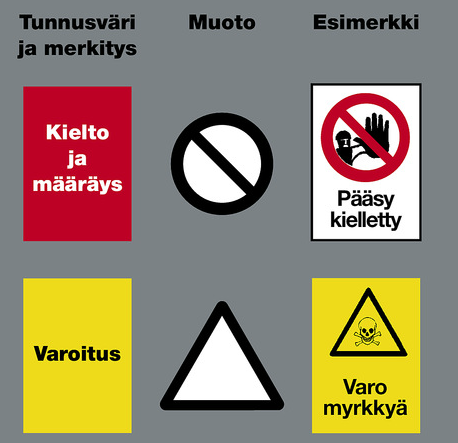 Tunnusväri
ja merkitys
Muoto
Esimerkki
Kielto
ja
määräys
Pääsy
kielletty
Varoitus
Varo
myrkkyä